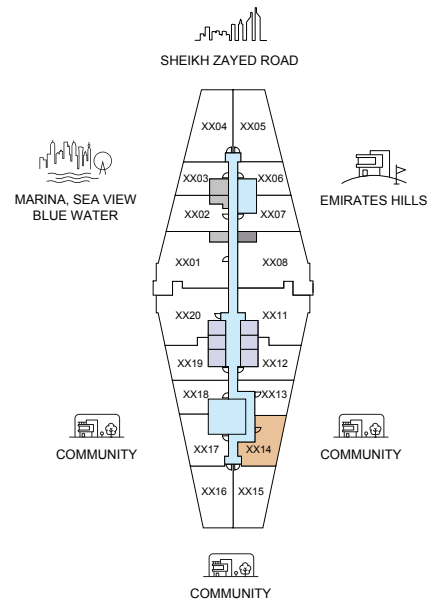 SHEIKH ZAYED ROAD
XX04 XX05
XX03 XX06
MARINA, SEA VIEW
BLUE WATER
EMIRATES HILLS
XX02 XX07
XX01 XX08
XX20 XX11
XX19 XX12
XX18 XX13
COMMUNITY
XX17 XX14
COMMUNITY
XX16 XX15
COMMUNITY